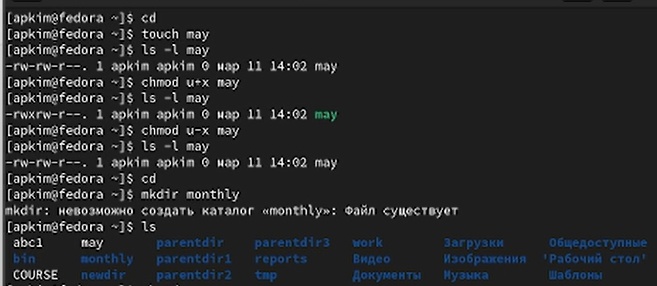 [apkim@fedora ~]$ cd
[apkim@fedora ~]$ touch may
[apkim@fedora ~]$ ls -l may
-rw-rw-r--. 1 apkim apkim 0 мар 11 14:02 may
[apkim@fedora ~]$ chmod u+x may
[apkim@fedora ~]$ ls -l may
-rwxrw-r--. 1 apkim apkim 0 мар 11 14:02 may
[apkim@fedora ~]$ chmod u-x may
[apkim@fedora ~]$ ls -l may
-rw-rw-r--. 1 apkim apkim 0 мар 11 14:02 may
[apkim@fedora ~]$ cd
[apkim@fedora ~]$ mkdir monthly
mkdir: невозможно создать каталог «monthly»: Файл существует
[apkim@fedora ~]$ ls
abc1 may parentdir parentdir3 work Загрузки Общедоступные
bin monthly parentdir1 reports Видео Изображения 'Рабочий стол'
COURSE newdir parentdir2 tmp Документы Музыка Шаблоны